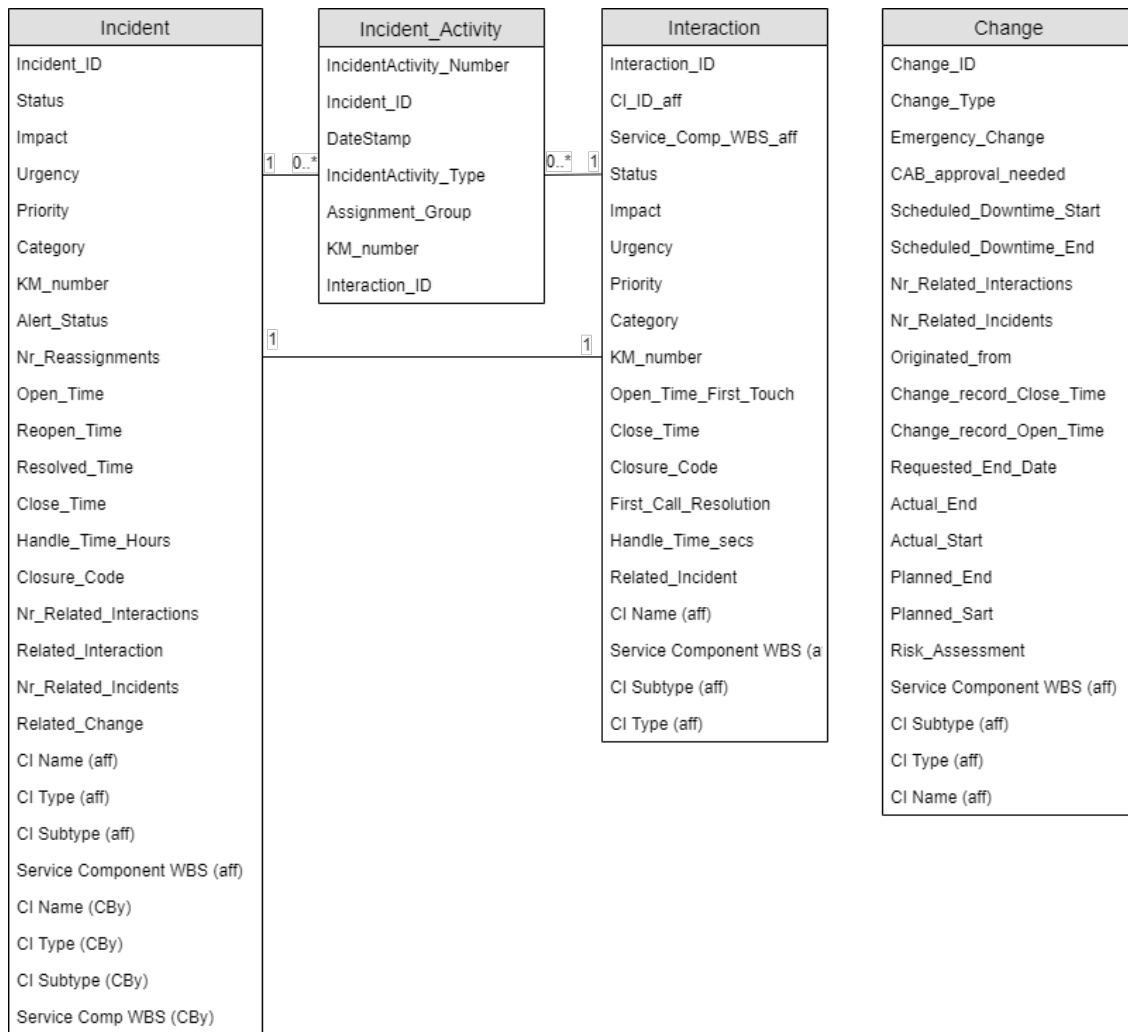 Incident
Incident_ID
Status
Impact
Urgency
Priority
Category
KM_number
Alert_Status
Nr_Reassignments
Open_Time
Reopen_Time
Resolved_Time
Close_Time
Handle_Time_Hours
Closure_Code
Nr_Related_Interactions
Related_Interaction
Nr_Related_Incidents
Related_Change
CI Name (aff)
CI Type (aff)
CI Subtype (aff)
Service Component WBS (aff)
CI Name (CBy)
CI Type (CBy)
CI Subtype (CBy)
Service Comp WBS (CBy)
1 0..*
1
Incident_Activity
IncidentActivity_Number
Incident_ID
DateStamp
IncidentActivity_Type
Assignment_Group
KM_number
Interaction_ID
0..* 1
1
Interaction
Interaction_ID
CI_ID_aff
Service_Comp_WBS_aff
Status
Impact
Urgency
Priority
Category
KM_number
Open_Time_First_Touch
Close_Time
Closure_Code
First_Call_Resolution
Handle_Time_secs
Related_Incident
CI Name (aff)
Service Component WBS (a
CI Subtype (aff)
CI Type (aff)
Change
Change_ID
Change_Type
Emergency_Change
CAB_approval_needed
Scheduled_Downtime_Start
Scheduled_Downtime_End
Nr_Related_Interactions
Nr_Related_Incidents
Originated_from
Change_record_Close_Time
Change_record_Open_Time
Requested_End_Date
Actual_End
Actual_Start
Planned_End
Planned_Sart
Risk_Assessment
Service Component WBS (aff)
CI Subtype (aff)
CI Type (aff)
CI Name (aff)